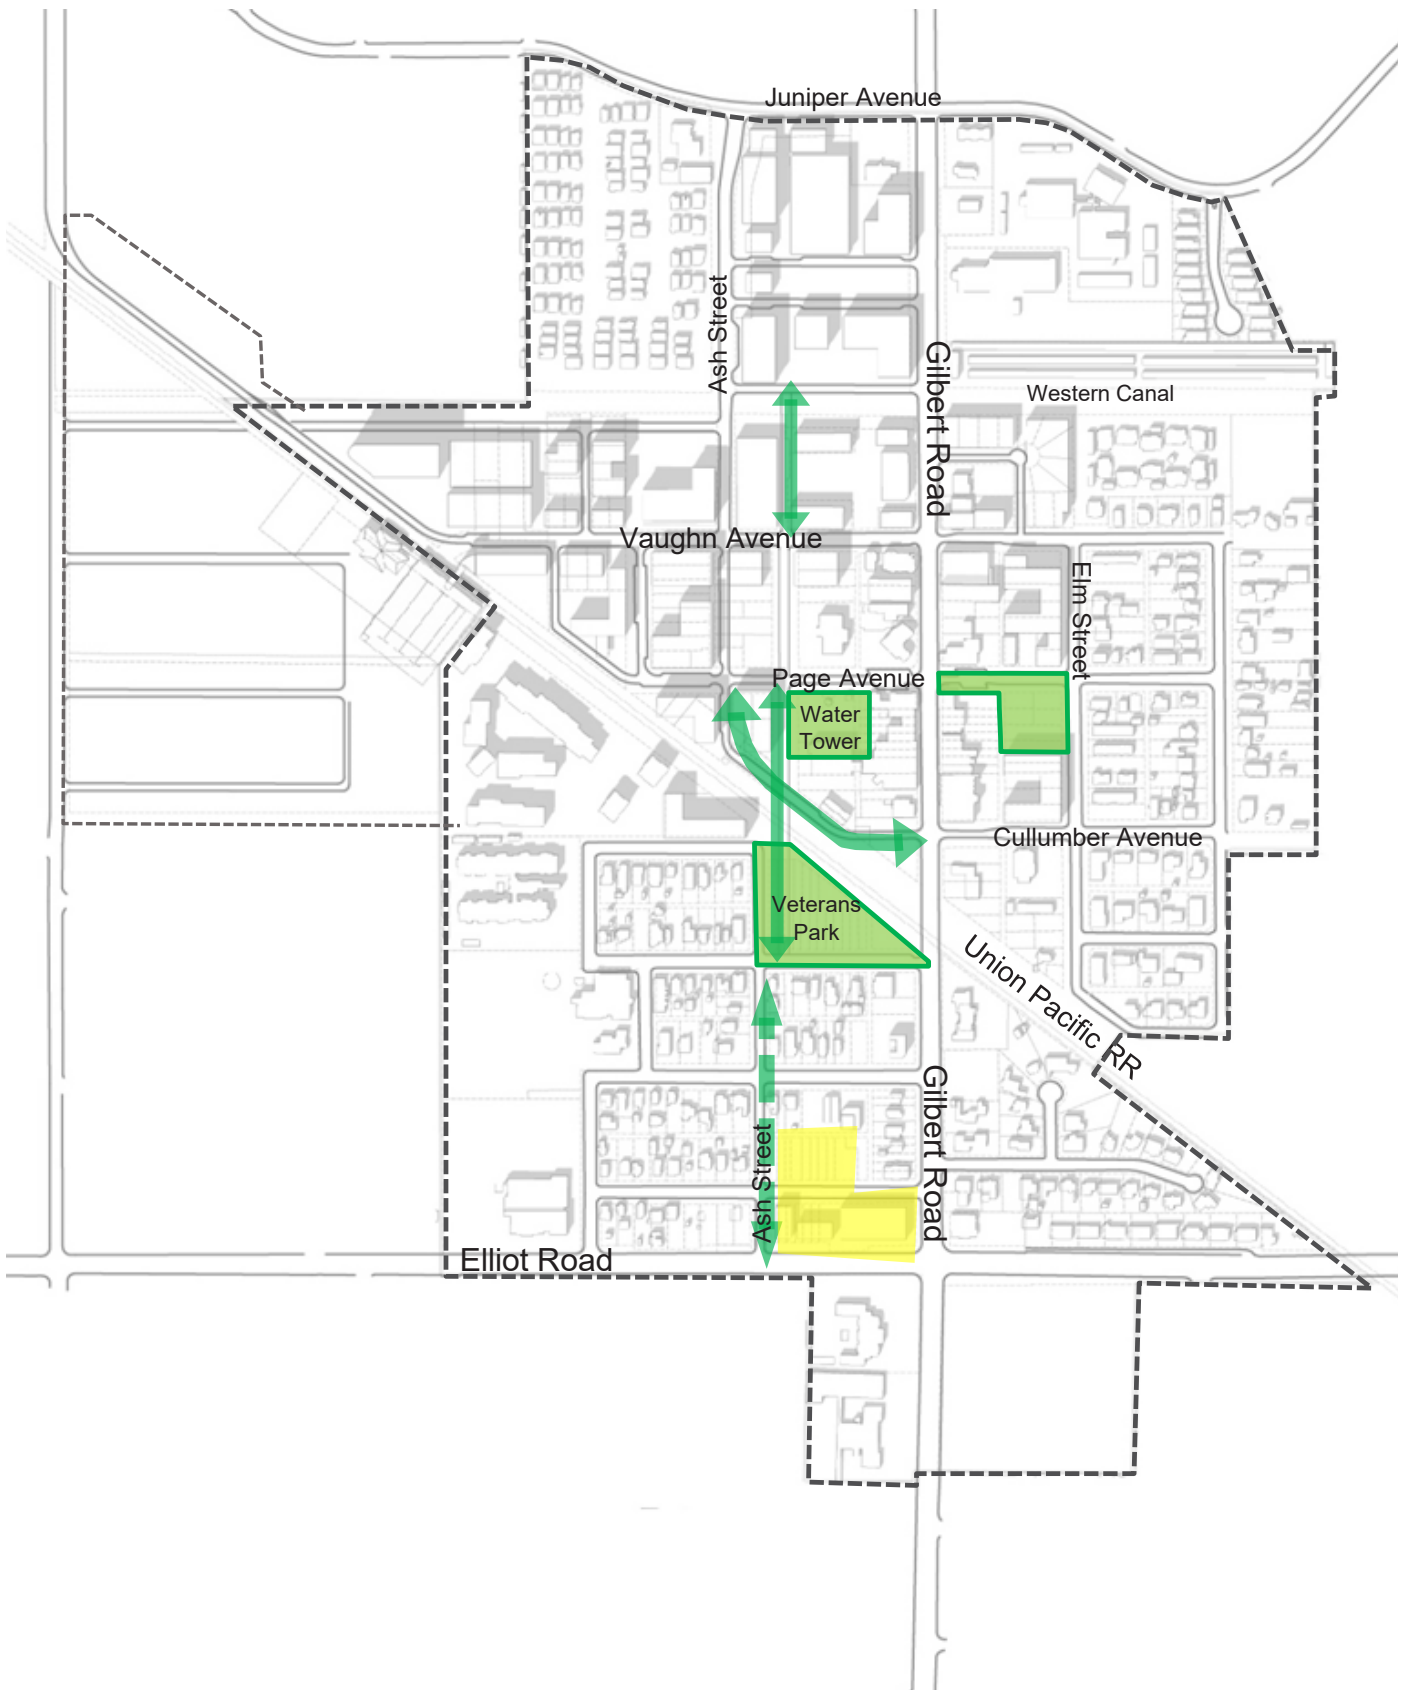 Juniper Avenue
Ash Street
Gilbert Road
Western Canal
Vaughn Avenue
Elm Street
Page Avenue
Water
Tower
Cullumber Avenue
Veterans
Park
Union Pacific RR
Gilbert Road
Ash Street
Elliot Road